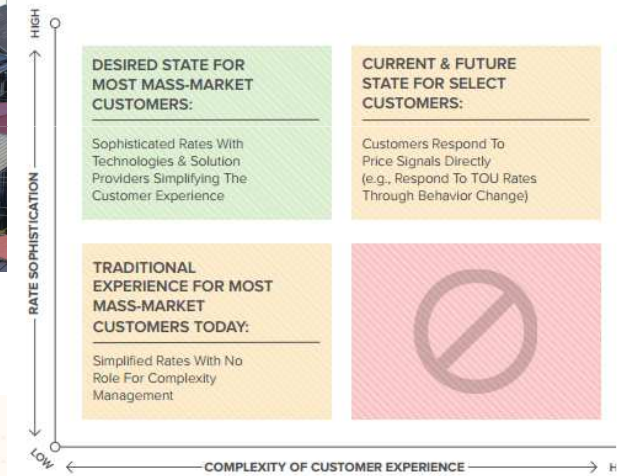 HIGH
DESIRED STATE FOR
MOST MASS-MARKET
CUSTOMERS:
Sophisticated Rates With
Technologies & Solution
Providers Simplifying The
Customer Experience
CURRENT & FUTURE
STATE FOR SELECT
CUSTOMERS:
Customers Respond To
Price Signals Directly
(e.g., Respond To TOU Rates
Through Behavior Change)
RATE SOPHISTICATION
TRADITIONAL
EXPERIENCE FOR MOST
MASS-MARKET
CUSTOMERS TODAY:
Simplified Rates With No
Role For Complexity
Management
LOW
COMPLEXITY OF CUSTOMER EXPERIENCE
H